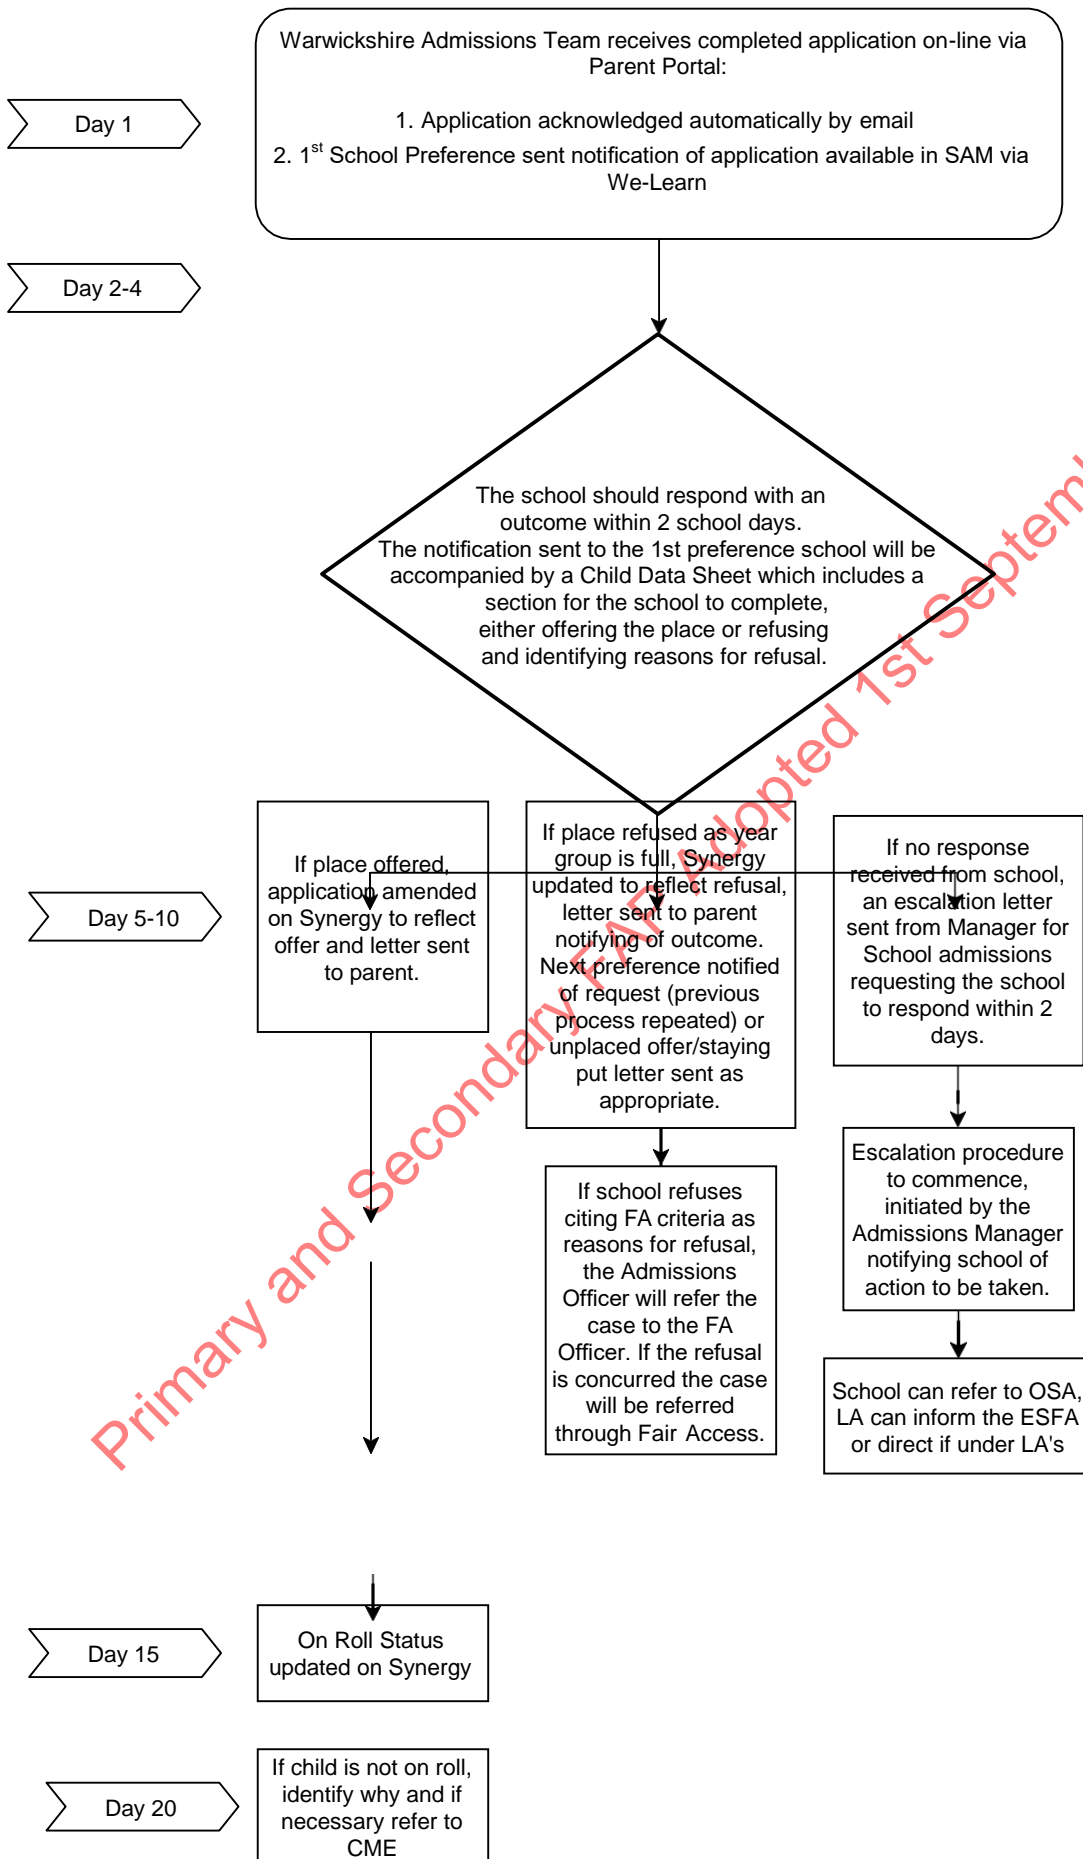 Warwickshire Admissions Team receives completed application on-line via
Parent Portal:
Day 1
1. Application acknowledged automatically by email
2. 1st School Preference sent notification of application available in SAM via
We-Learn
Day 2-4
The school should respond with an
outcome within 2 school days.
The notification sent to the 1st preference school will be
accompanied by a Child Data Sheet which includes a
section for the school to complete,
either offering the place or refusing
and identifying reasons for refusal.
Day 5-10
If place offered,
application amended
on Synergy to reflect
offer and letter sent
to parent.
If place refused as year
group is full, Synergy
updated to reflect refusal,
letter sent to parent
notifying of outcome.
Next preference notified
of request (previous
process repeated) or
unplaced offer/staying
put letter sent as
appropriate.
If no response
received from school,
an escalation letter
sent from Manager for
School admissions
requesting the school
to respond within 2
days.
If school refuses
citing FA criteria as
reasons for refusal,
the Admissions
Officer will refer the
case to the FA
Officer. If the refusal
is concurred the case
will be referred
through Fair Access.
Escalation procedure
to commence,
initiated by the
Admissions Manager
notifying school of
action to be taken.
School can refer to OSA,
LA can inform the ESFA
or direct if under LA's
Day 15
On Roll Status
updated on Synergy
Day 20
If child is not on roll,
identify why and if
necessary refer to
CME
Primary and Secondary FAP Adopted 1st